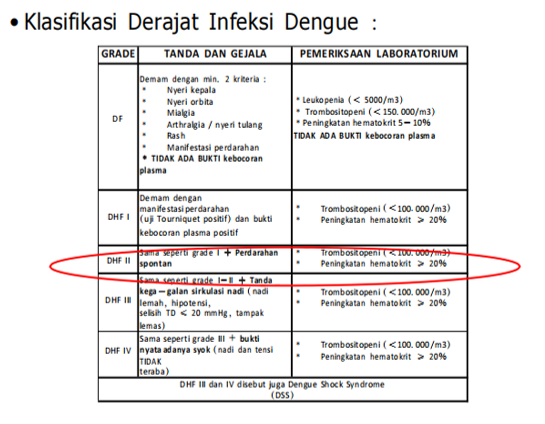 • Klasifikasi Derajat Infeksi Dengue :
GRADE TANDA DAN GEJALA PEMERIKSAAN LABORATORIUM
DF
Demam dengan min. 2 kriteria :
* Nyeri kepala
* Nyeri orbita
* Mialgia
* Arthralgia / nyeri tulang
* Rash
* Manifestasi perdarahan
* TIDAK ADA BUKTI kebocoran
plasma
* Leukopenia ( < 5000/m3)
* Trombositopeni ( <150.000/m3)
* Peningkatan hematokrit 5– 10%
TIDAK ADA BUKTI kebocoran plasma
DHF I
Demam dengan
manifestasi perdarahan
(uji Tourniquet positif) dan bukti
kebocoran plasma positif
* Trombositopeni ( <100.000/m3)
* Peningkatan hematokrit ≥ 20%
DHF II
Sama seperti grade I + Perdarahan
spontan
* Trombositopeni ( <100.000/m3)
* Peningkatan hematokrit ≥ 20%
DHF III
Sama seperti grade I–II + Tanda
kega – galan sirkulasi nadi (nadi
lemah, hipotensi,
selisih TD < 20 mmHg, tampak
lemas)
* Trombositopeni ( <100.000/m3)
* Peningkatan hematokrit ≥ 20%
DHF IV
Sama seperti grade III + bukti
nyata adanya syok (nadi dan tensi
TIDAK
teraba)
* Trombositopeni ( <100.000/m3)
* Peningkatan hematokrit ≥ 20%
DHF III dan IV disebut juga Dengue Shock Syndrome
(DSS)